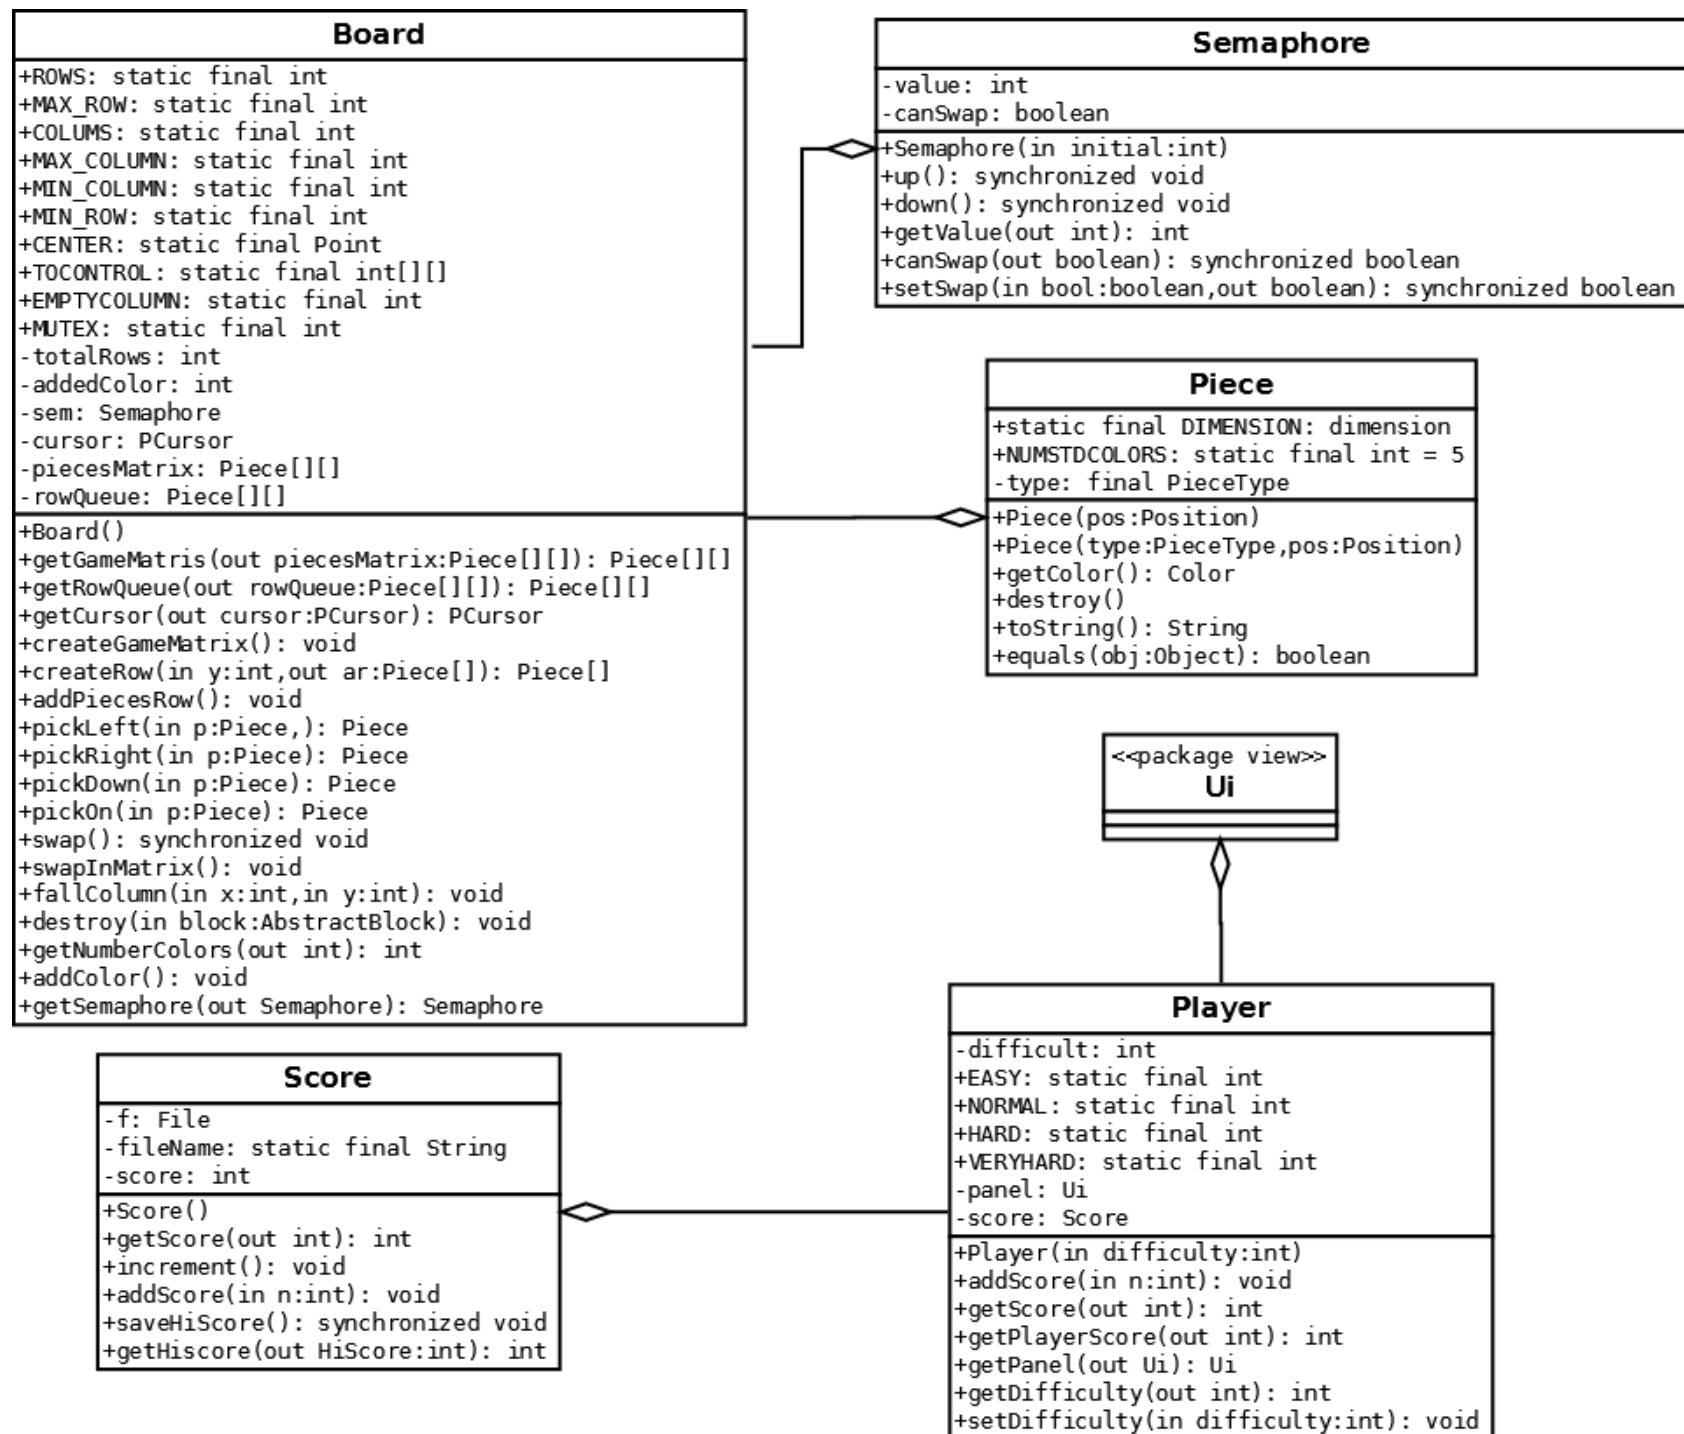 Board
+ROWS: static final int
+MAX_ROW: static final int
+COLUMS: static final int
+MAX_COLUMN: static final int
+MIN_COLUMN: static final int
+MIN_ROW: static final int
+CENTER: static final Point
+TOCONTROL: static final int[][]
+EMPTYCOLUMN: static final int
+MUTEX: static final int
-totalRows: int
-addedColor: int
-sem: Semaphore
-cursor: PCursor
-piecesMatrix: Piece[][]
-rowQueue: Piece[][]
+Board()
+getGameMatris(out piecesMatrix:Piece[][]): Piece[][]
+getRowQueue(out rowQueue:Piece[][]): Piece[][]
+getCursor(out cursor:PCursor): PCursor
+createGameMatrix(): void
+createRow(in y:int,out ar:Piece[]): Piece[]
+addPiecesRow(): void
+pickLeft(in p:Piece,): Piece
+pickRight(in p:Piece): Piece
+pickDown(in p:Piece): Piece
+pickOn(in p:Piece): Piece
+swap(): synchronized void
+swapInMatrix(): void
+fallColumn(in x:int,in y:int): void
+destroy(in block:AbstractBlock): void
+getNumberColors(out int): int
+addColor(): void
+getSemaphore(out Semaphore): Semaphore
Semaphore
-value: int
-canSwap: boolean
+Semaphore(in initial:int)
+up(): synchronized void
+down(): synchronized void
+getValue(out int): int
+canSwap(out boolean): synchronized boolean
+setSwap(in bool:boolean,out boolean): synchronized boolean
Piece
+static final DIMENSION: dimension
+NUMSTDCOLORS: static final int = 5
-type: final PieceType
+Piece(pos:Position)
+Piece(type:PieceType,pos:Position)
+getColor(): Color
+destroy()
+toString(): String
+equals(obj:Object): boolean
<<package view>>
Ui
Score
-f: File
-fileName: static final String
-score: int
+Score()
+getScore(out int): int
+increment(): void
+addScore(in n:int): void
+saveHiScore(): synchronized void
+getHiscore(out HiScore:int): int
Player
-difficult: int
+EASY: static final int
+NORMAL: static final int
+HARD: static final int
+VERYHARD: static final int
-panel: Ui
-score: Score
+Player(in difficulty:int)
+addScore(in n:int): void
+getScore(out int): int
+getPlayerScore(out int): int
+getPanel(out Ui): Ui
+getDifficulty(out int): int
+setDifficulty(in difficulty:int): void